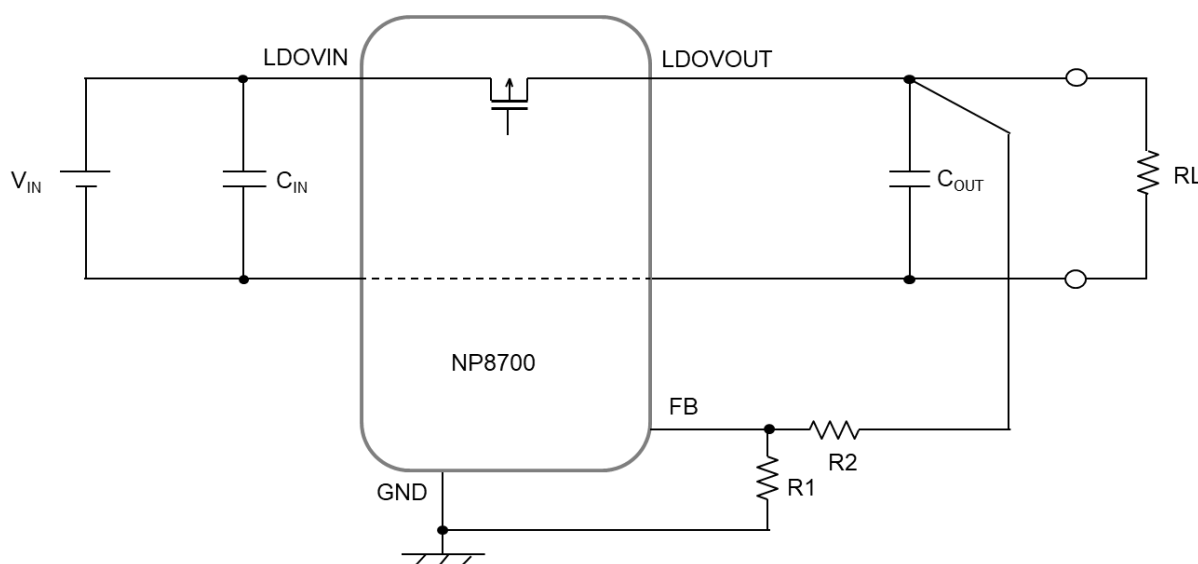 LDOVIN
LDOVOUT
VIN
CIN
COUT
RL
NP8700
FB
R2
GND
R1